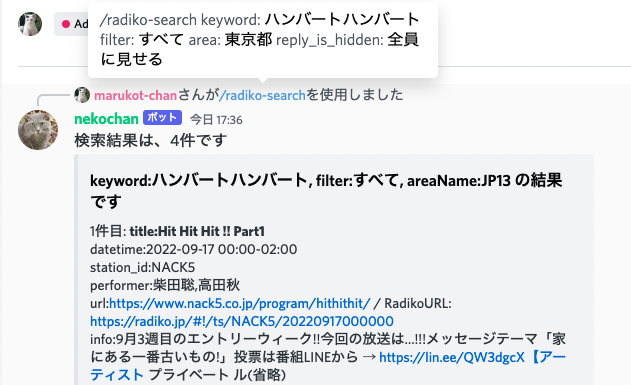 /radiko-search keyword: ハンバートハンバート
filter: すべて area: 東京都 reply_is_hidden: 全員
に見せる
Ad
marukot-chanさんが/radiko-searchを使用しました
nekochan ボット 今日 17:36
検索結果は、4件です
keyword:ハンバートハンバート, filter:すべて, areaName:JP13 の結果
です
1件目: title:Hit Hit Hit !! Part1
datetime:2022-09-17 00:00-02:00
station_id:NACK5
performer:柴田聡,高田秋
url:https://www.nack5.co.jp/program/hithithit/ / RadikoURL:
https://radiko.jp/#!/ts/NACK5/20220917000000
info:9月3週目のエントリーウィーク!!今回の放送は...!!!メッセージテーマ「家
にある一番古いもの!」投票は番組LINEから → https://lin.ee/QW3dgcX【アー
ティスト プライベート ル(省略)